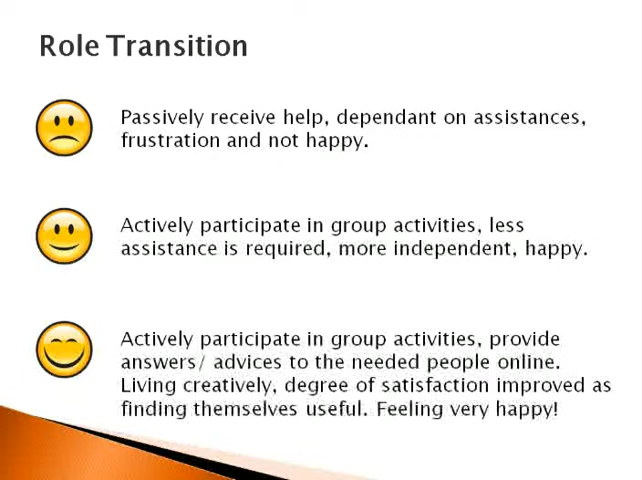 Role Transition
Passively receive help, dependant on assistances,
frustration and not happy.
Actively participate in group activities, less
assistance is required, more independent, happy.
Actively participate in group activities, provide
answers/ advices to the needed people online.
Living creatively, degree of satisfaction improved as
finding themselves useful. Feeling very happy!